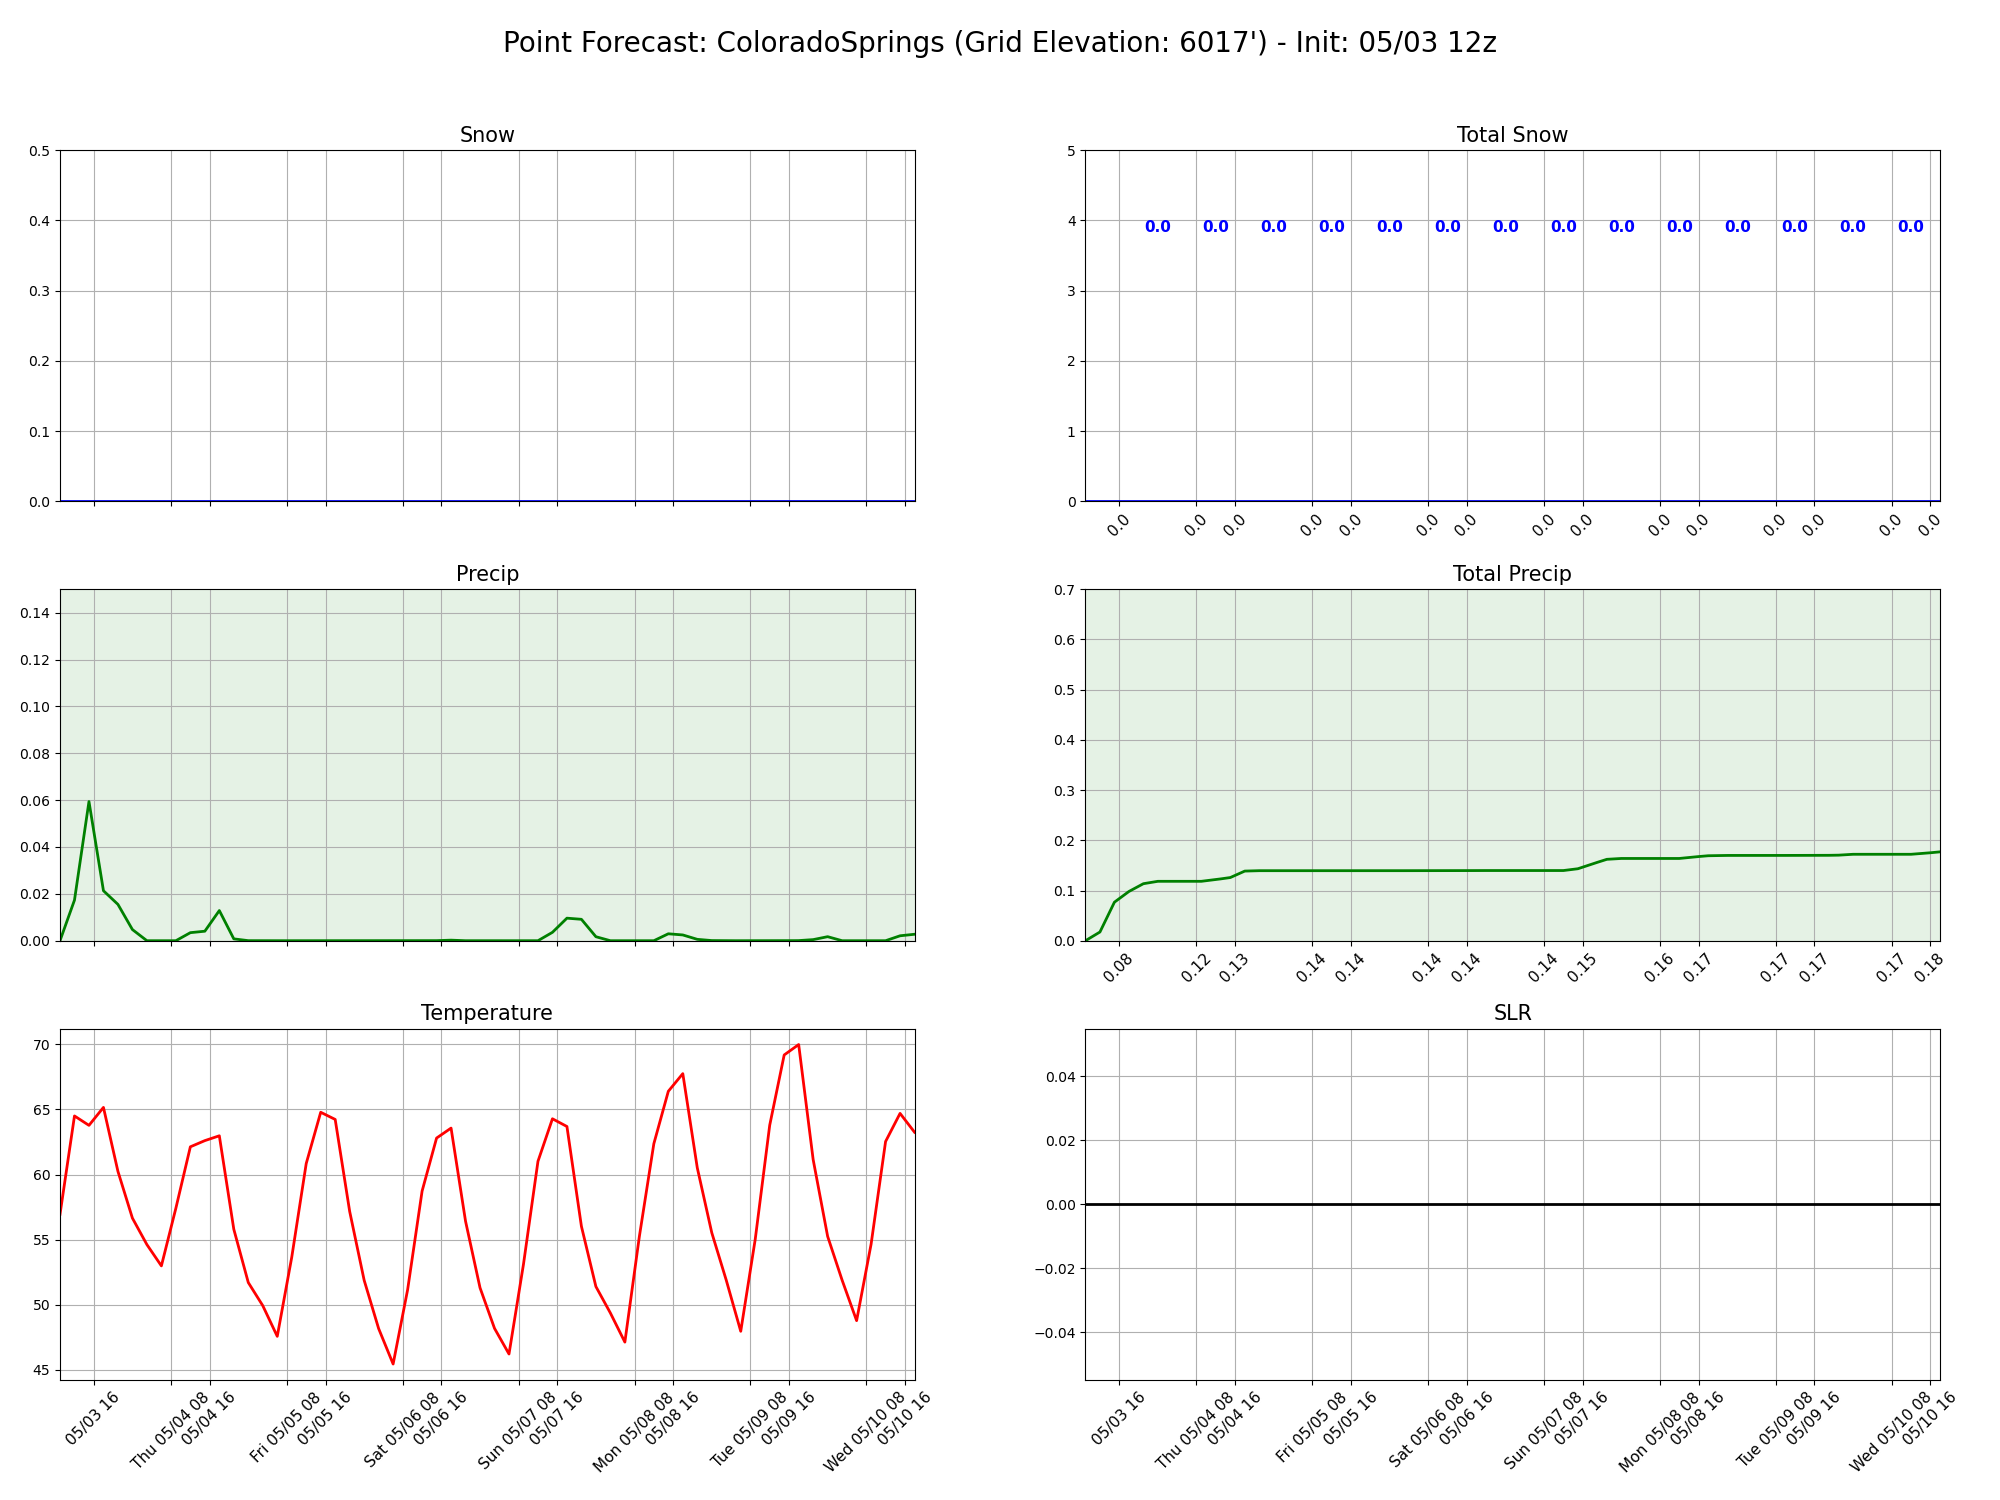 Point Forecast: ColoradoSprings (Grid Elevation: 6017') - Init: 05/03 12z
Snow
0.5
0.4
0.3
0.2
0.1
0.0
Total Snow
5
4
3
2
1
0
0.0 0.0 0.0 0.0 0.0 0.0 0.0 0.0 0.0 0.0 0.0 0.0 0.0 0.0
0.0 0.0 0.0 0.0 0.0 0.0 0.0 0.0 0.0 0.0 0.0 0.0 0.0 0.0 0.0
Precip
0.14
0.12
0.10
0.08
0.06
0.04
0.02
0.00
Total Precip
0.7
0.6
0.5
0.4
0.3
0.2
0.1
0.0
0.08 0.12 0.13 0.14 0.14 0.14 0.14 0.14 0.15 0.16 0.17 0.17 0.17 0.17 0.18
Temperature
70
65
60
55
50
45
05/03 16
Thu 05/04 08
05/04 16
Fri 05/05 08
05/05 16
Sat 05/06 08
05/06 16
Sun 05/07 08
05/07 16
Mon 05/08 08
05/08 16
Tue 05/09 08
05/09 16
Wed 05/10 08
05/10 16
SLR
0.04
0.02
0.00
−0.02
−0.04
05/03 16
Thu 05/04 08
05/04 16
Fri 05/05 08
05/05 16
Sat 05/06 08
05/06 16
Sun 05/07 08
05/07 16
Mon 05/08 08
05/08 16
Tue 05/09 08
05/09 16
Wed 05/10 08
05/10 16